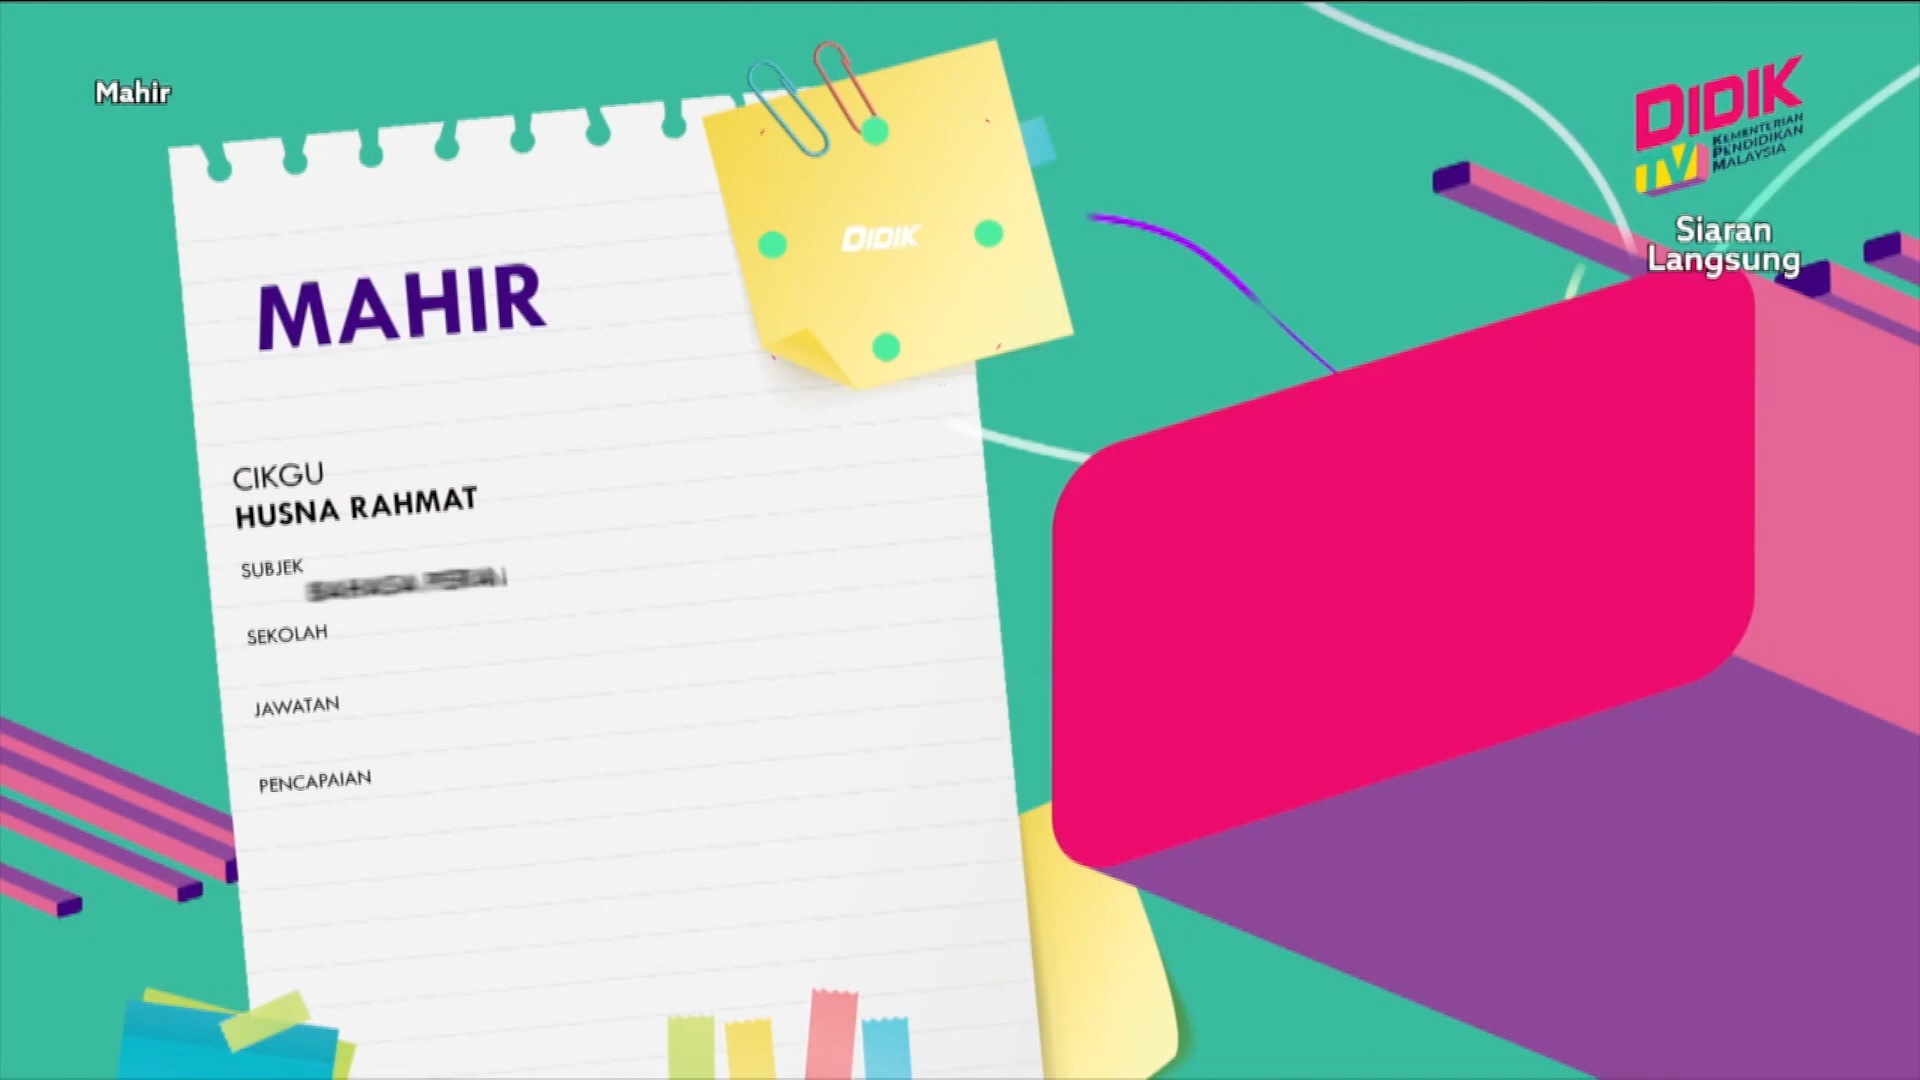 Mahir
DIDIK
TV
KEMENTERIAN
PENDIDIKAN
MALAYSIA
Siaran
Langsung
DIDIK
MAHIR
CIKGU
HUSNA RAHMAT
SUBJEK
SEKOLAH
JAWATAN
PENCAPAIAN